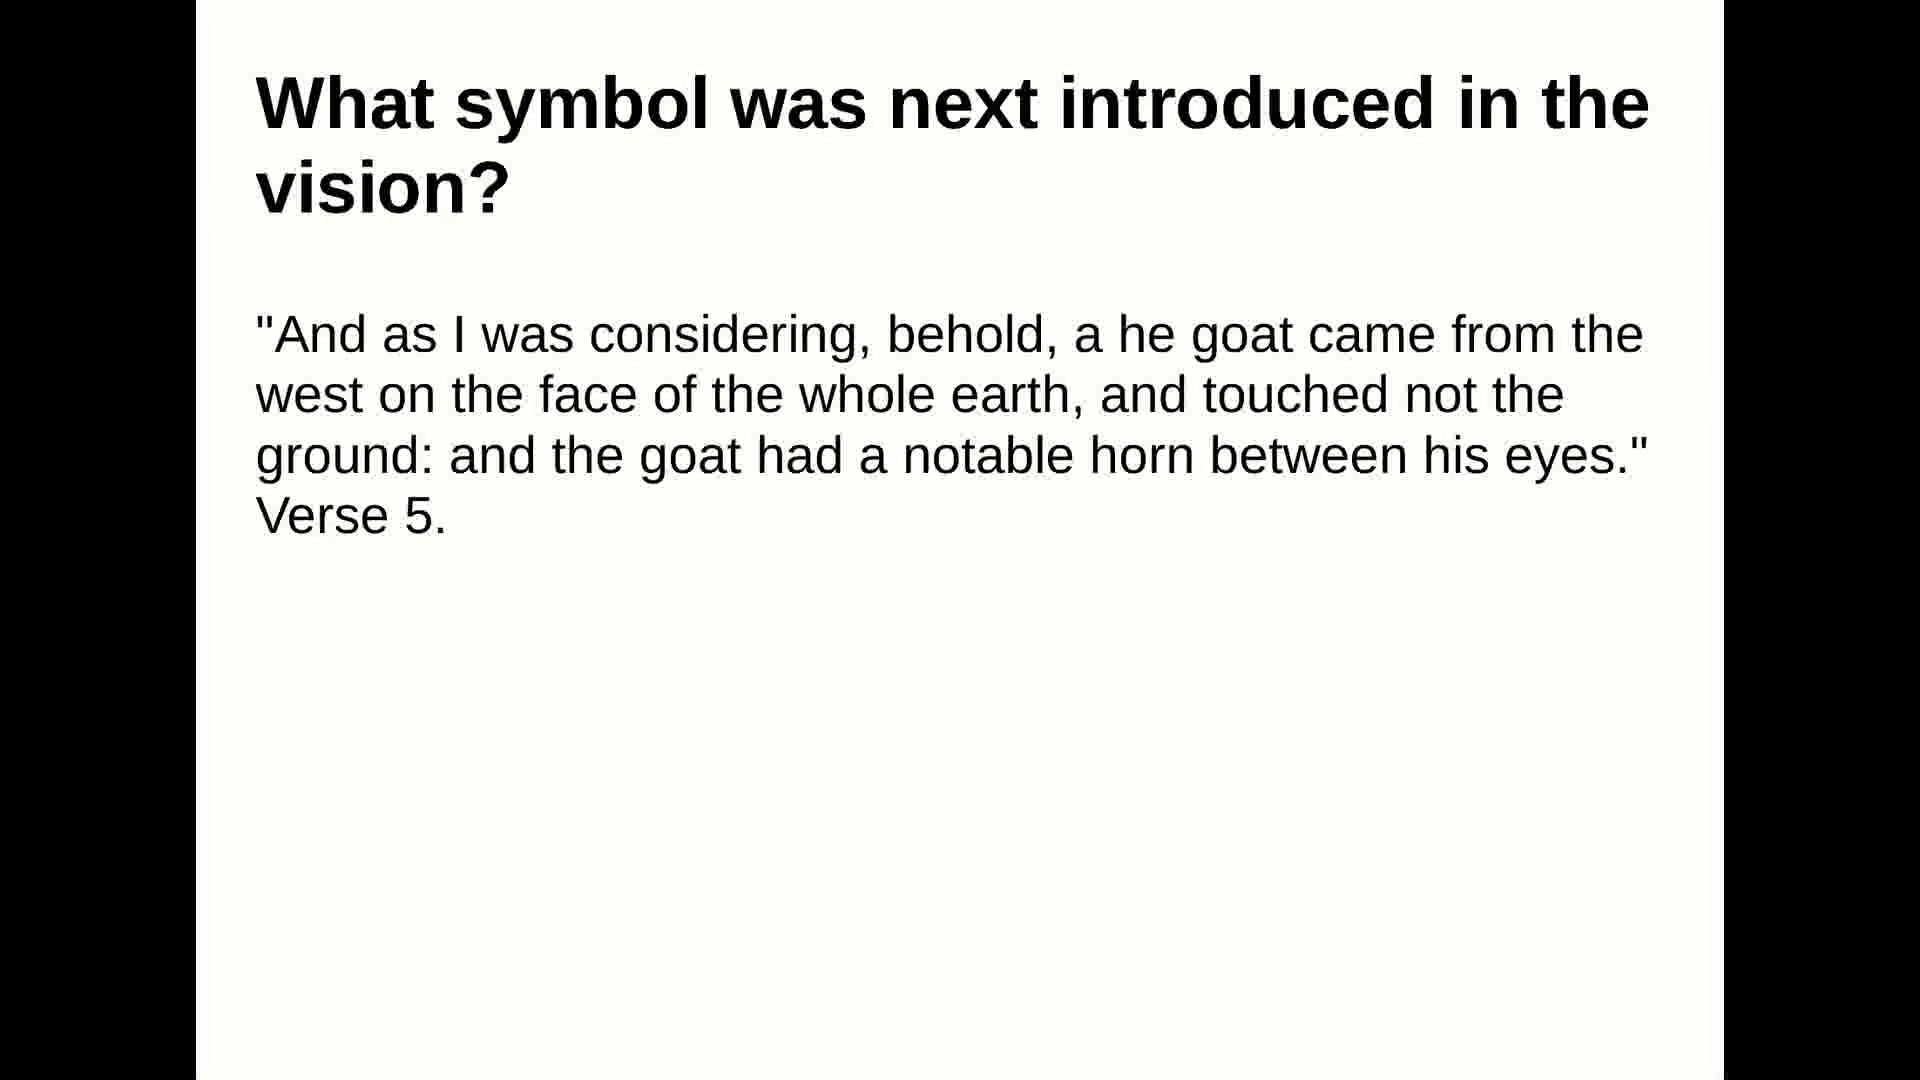 What symbol was next introduced in the
vision?
"And as I was considering, behold, a he goat came from the
west on the face of the whole earth, and touched not the
ground: and the goat had a notable horn between his eyes."
Verse 5.